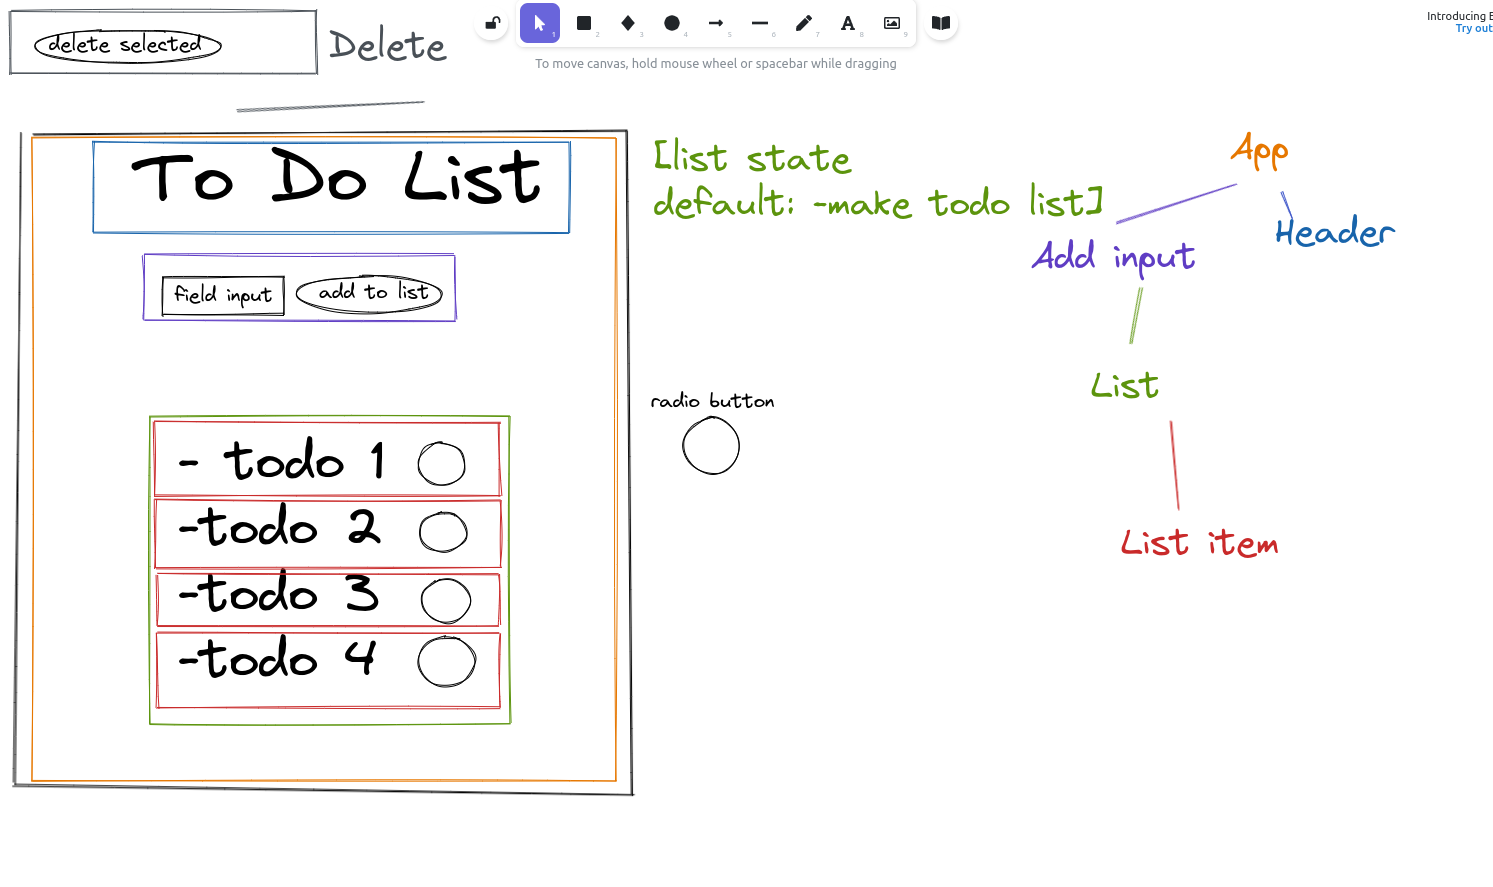 delete selected
Delete
1
2
3
4
5
6
7
8
9
To move canvas, hold mouse wheel or spacebar while dragging
Introducing E
Try out
To Do List
[list state
default: -make todo list]
App
Header
Add input
field input
add to list
List
radio button
- todo 1
-todo 2
-todo 3
-todo 4
List item